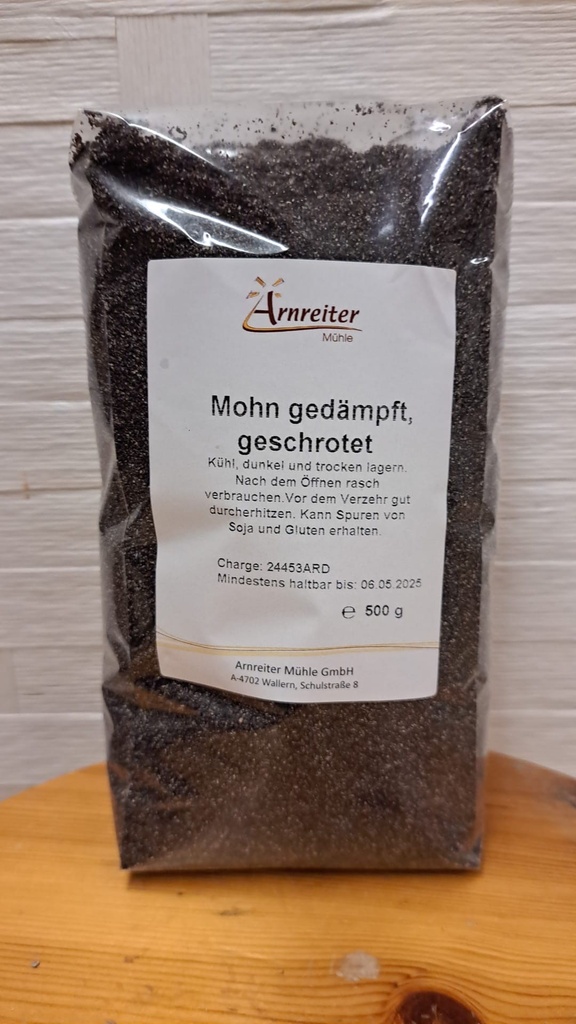 Arnreiter
Mühle
Mohn gedämpft,
geschrotet
Kühl, dunkel und trocken lagern.
Nach dem Öffnen rasch
verbrauchen.Vor dem Verzehr gut
durcherhitzen. Kann Spuren von
Soja und Gluten erhalten.
Charge: 24453ARD
Mindestens haltbar bis: 06.05.2025
℮ 500 g
Arnreiter Mühle GmbH
A-4702 Wallern, Schulstraße 8